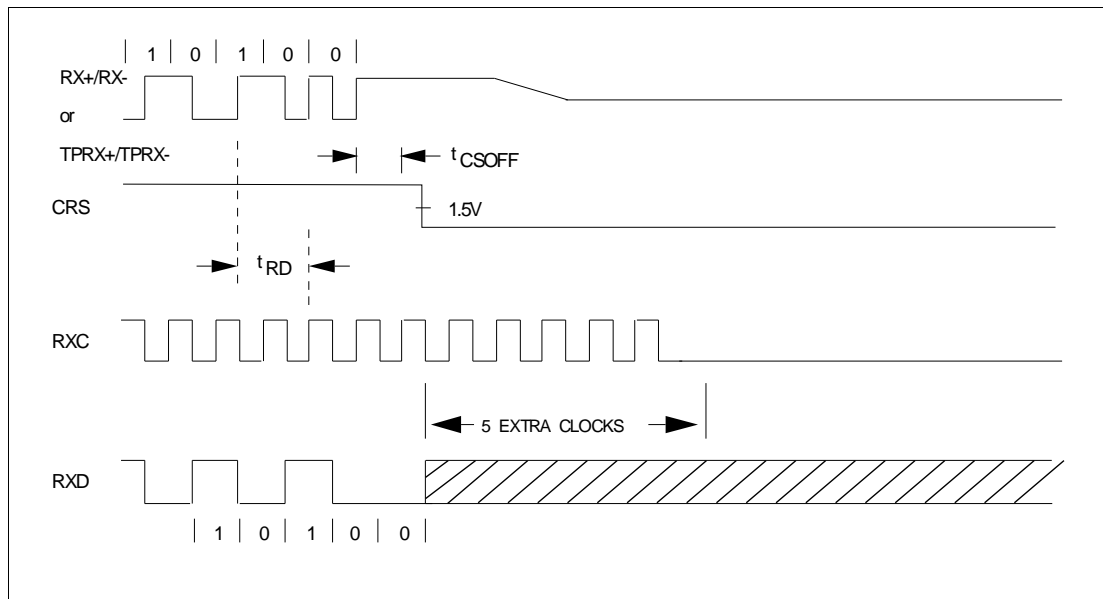 1 0 1 0 0
RX+/RX-
or
TPRX+/TPRX-
tCSOFF
CRS
1.5V
tRD
RXC
5 EXTRA CLOCKS
RXD
1 0 1 0 0